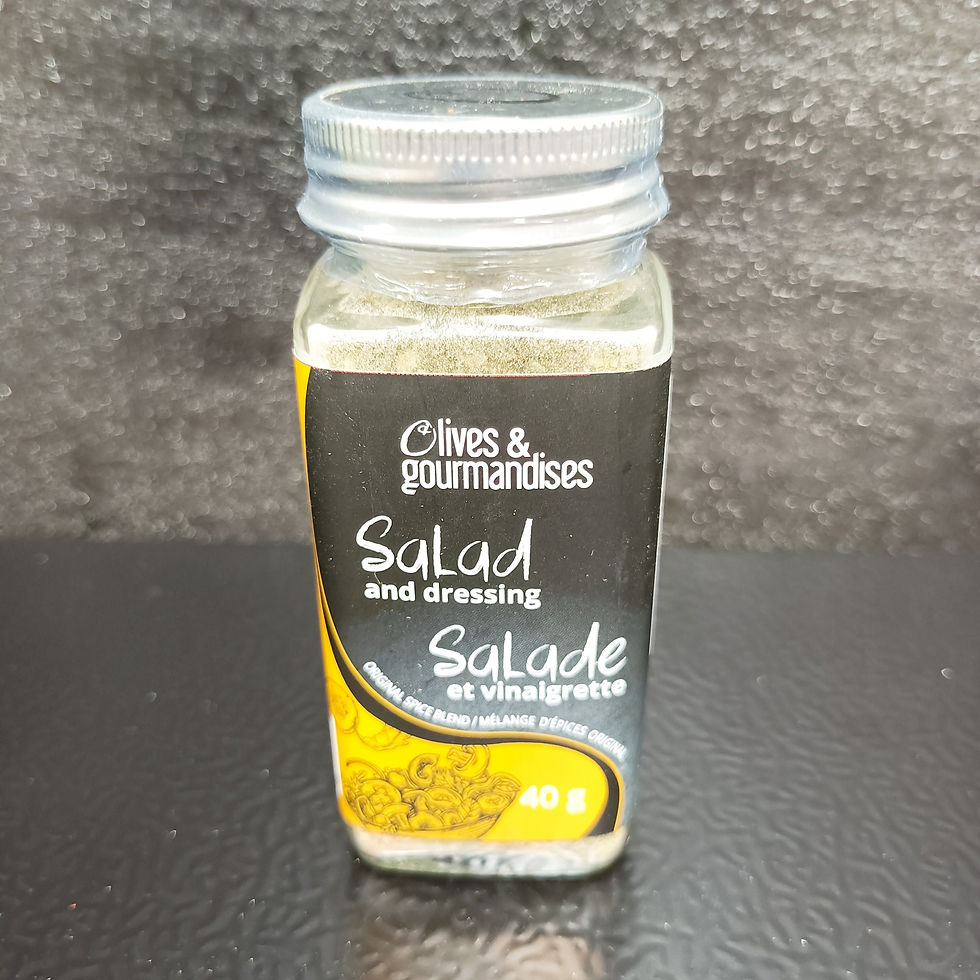 Olives &
gourmandises
Salad
and dressing
Salade
et vinaigrette
ORIGINAL SPICE BLEND / MÉLANGE D'ÉPICES ORIGINAL
40 g